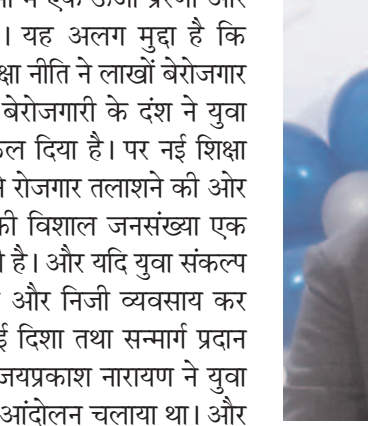 में एक ऊर्जा प्रेरणा और
। यह अलग मुद्दा है कि
क्षा नीति ने लाखों बेरोजगार
बेरोजगारी के दंश ने युवा
ल दिया है। पर नई शिक्षा
रोजगार तलाशने की ओर
की विशाल जनसंख्या एक
है। और यदि युवा संकल्प
और निजी व्यवसाय कर
ई दिशा तथा सन्मार्ग प्रदान
जयप्रकाश नारायण ने युवा
आंदोलन चलाया था। और